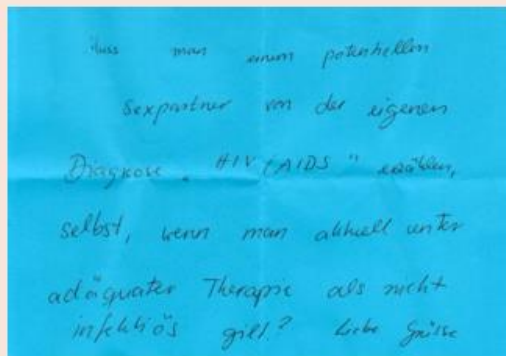 Muss man einem potentiellen
Sexpartner von der eigenen
Diagnose "HIV/AIDS" erzählen,
selbst, wenn man aktuell unter
adäquater Therapie als nicht
infektiös gilt? Liebe Grüsse